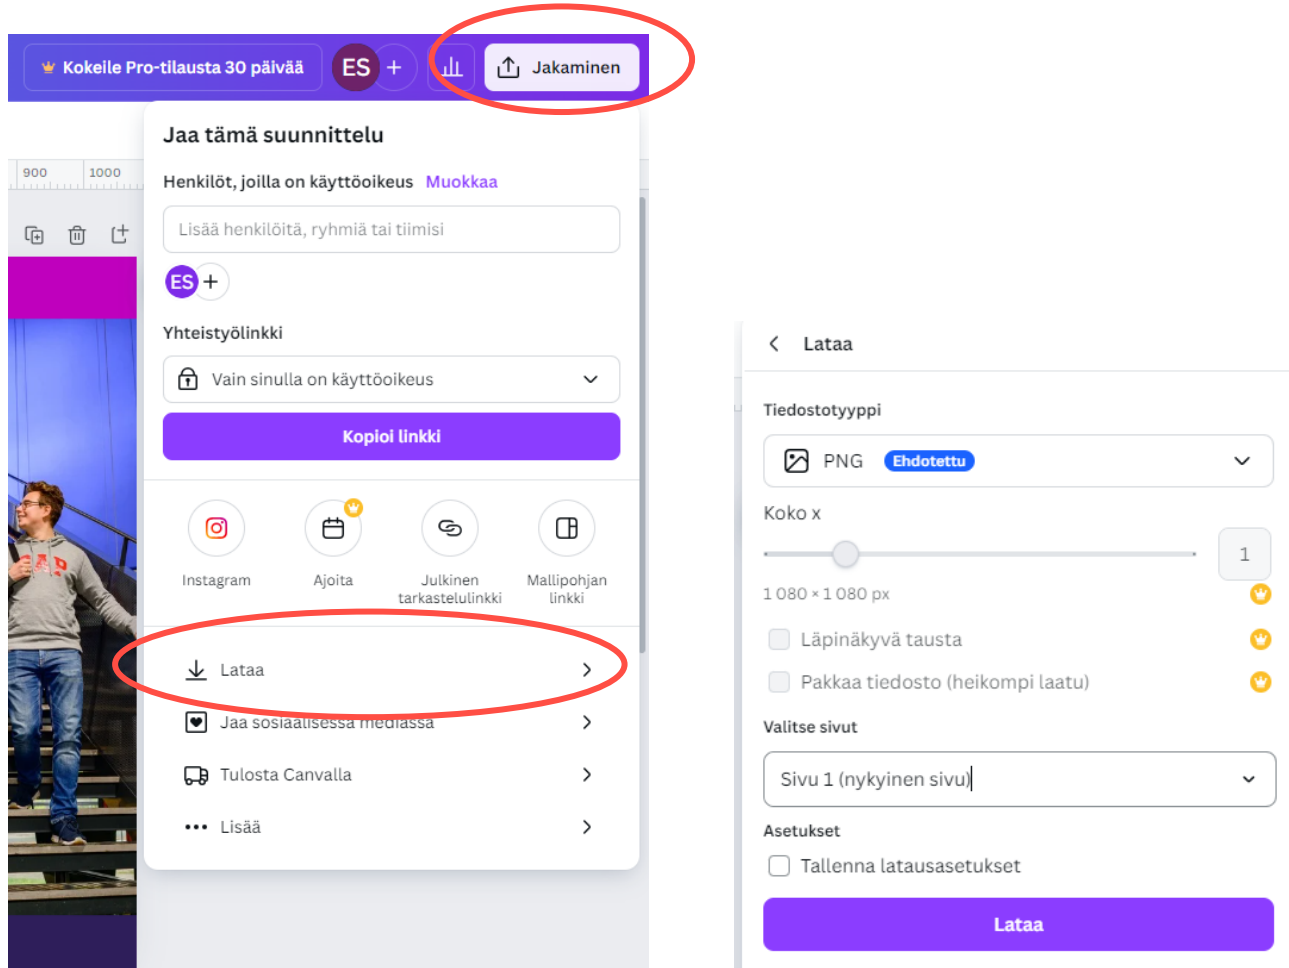 Kokeile Pro-tilausta 30 päivää
ES
Jakaminen
Jaa tämä suunnittelu
900
1000
Henkilöt, joilla on käyttöoikeus Muokkaa
Lisää henkilöitä, ryhmiä tai tiimisi
ES
Yhteistyölinkki
Vain sinulla on käyttöoikeus
Kopioi linkki
Instagram
Ajoita
Julkinen
tarkastelulinkki
Mallipohjan
linkki
Lataa
Jaa sosiaalisessa mediassa
Tulosta Canvalla
Lisää
GAP
Lataa
Tiedostotyyppi
PNG Ehdotettu
Koko x
1
1 080 × 1 080 px
Läpinäkyvä tausta
Pakkaa tiedosto (heikompi laatu)
Valitse sivut
Sivu 1 (nykyinen sivu)
Asetukset
Tallenna latausasetukset
Lataa